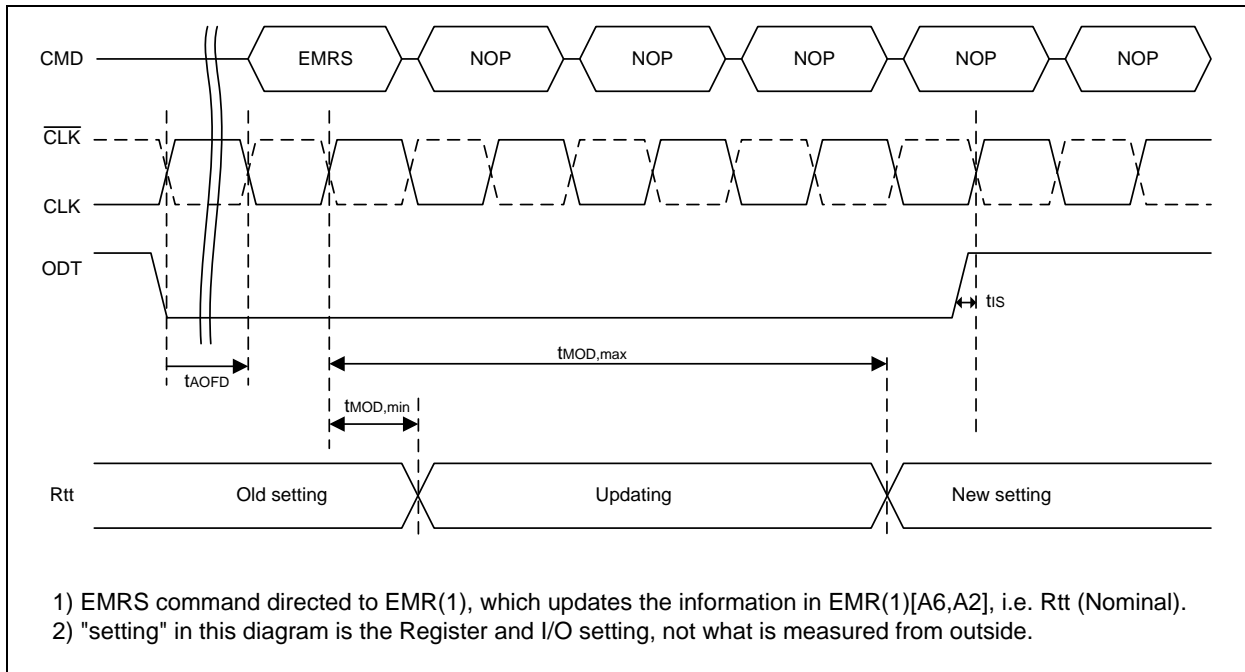 CMD EMRS NOP NOP NOP NOP NOP
CLK
CLK
ODT
tIS
tMOD,max
tAOFD
tMOD,min
Rtt Old setting Updating New setting
1) EMRS command directed to EMR(1), which updates the information in EMR(1)[A6,A2], i.e. Rtt (Nominal).
2) "setting" in this diagram is the Register and I/O setting, not what is measured from outside.